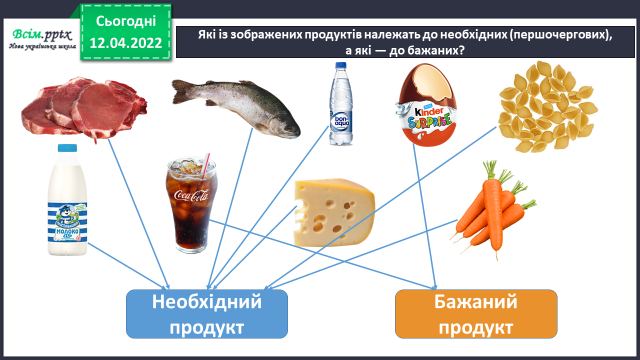 Всім.pptx
Нова українська школа
Сьогодні
12.04.2022
Які із зображених продуктів належать до необхідних (першочергових),
а які — до бажаних?
bon
aqua
Kinder
SURPRISE
Coca-Cola
МОЛОКО
Необхідний
продукт
Бажаний
продукт